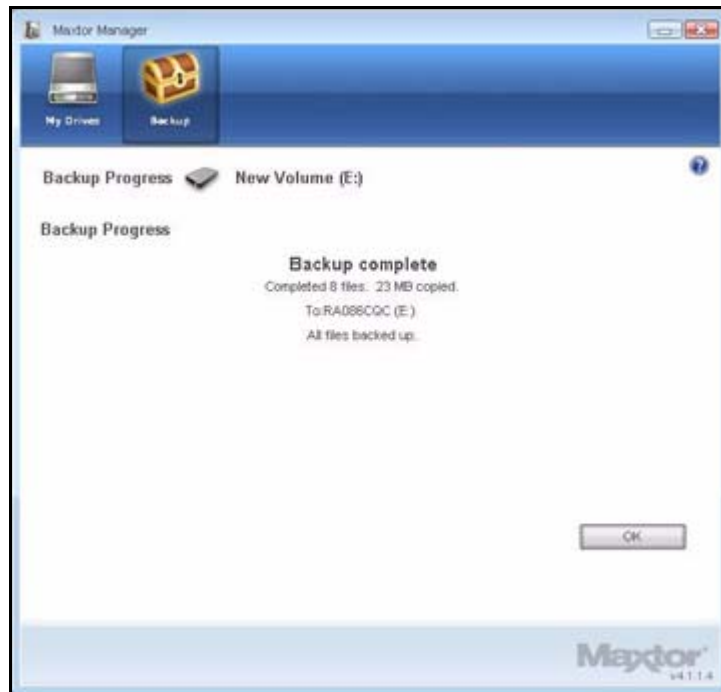 Maxtor Manager
My Drives
Backup
Backup Progress New Volume (E:)
Backup Progress
Backup complete
Completed 8 files. 23 MB copied.
To:RA086CQC (E:)
All files backed up.
OK
Maxtor
v4.1.1.4